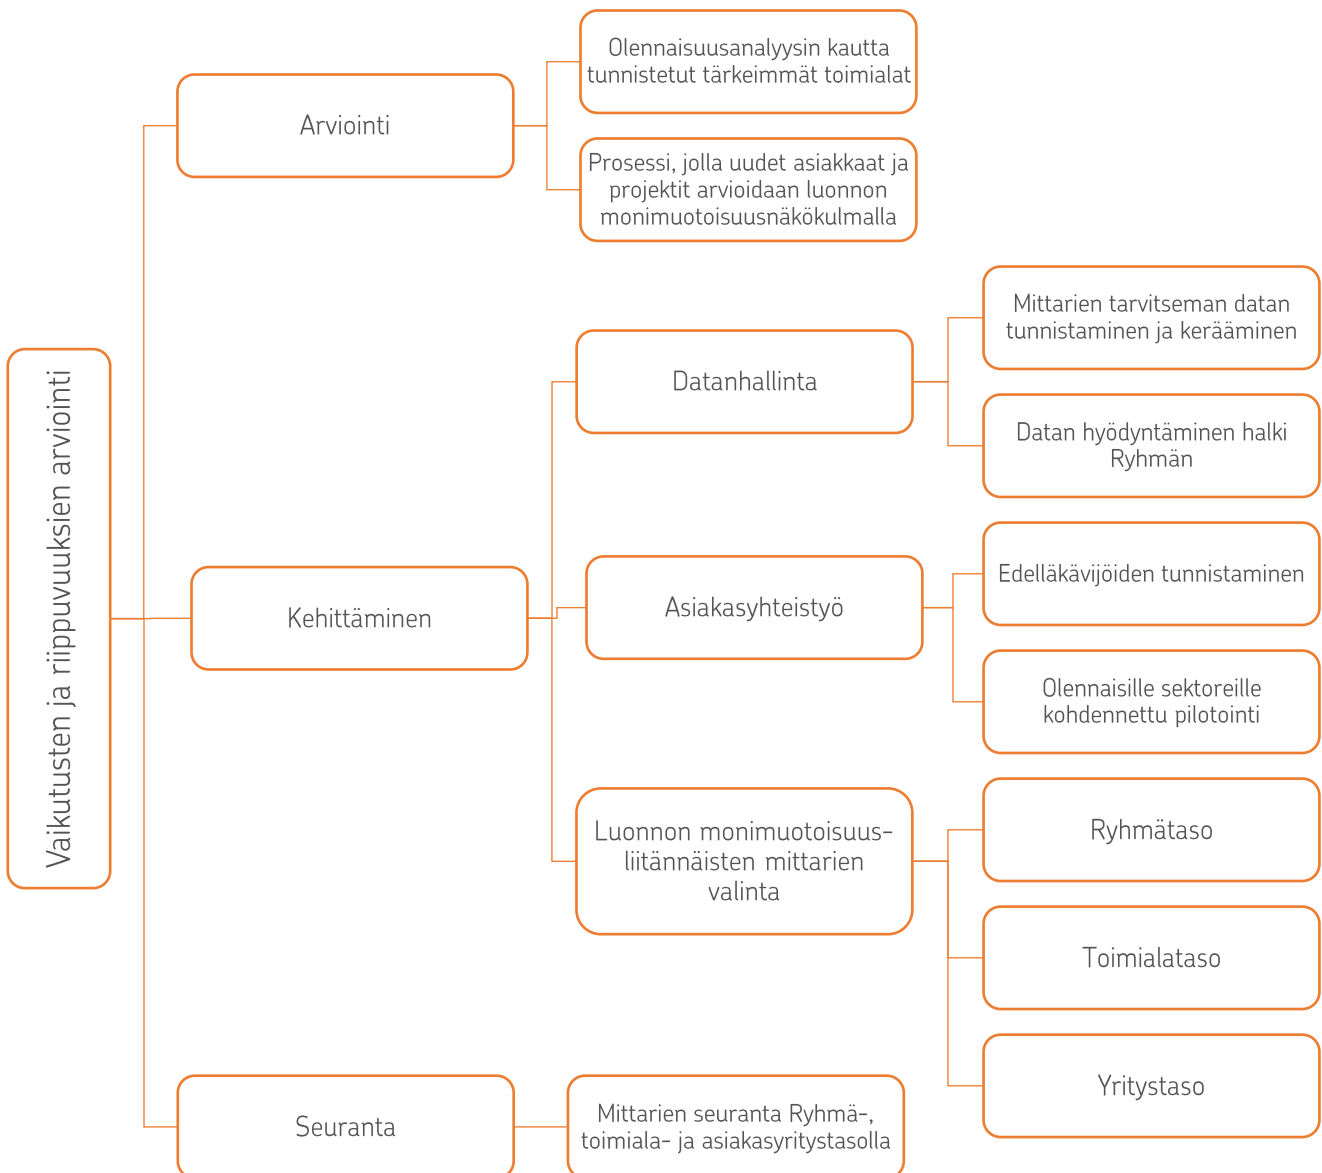 Vaikutusten ja riippuvuuksien arviointi
Arviointi
Olennaisuusanalyysin kautta
tunnistetut tärkeimmät toimialat
Prosessi, jolla uudet asiakkaat ja
projektit arvioidaan luonnon
monimuotoisuusnäkökulmalla
Kehittäminen
Datanhallinta
Mittarien tarvitseman datan
tunnistaminen ja kerääminen
Datan hyödyntäminen halki
Ryhmän
Asiakasyhteistyö
Edelläkävijöiden tunnistaminen
Olennaisille sektoreille
kohdennettu pilotointi
Luonnon monimuotoisuus-
liitännäisten mittarien
valinta
Ryhmätaso
Toimialataso
Yritystaso
Seuranta
Mittarien seuranta Ryhmä-,
toimiala- ja asiakasyritystasolla